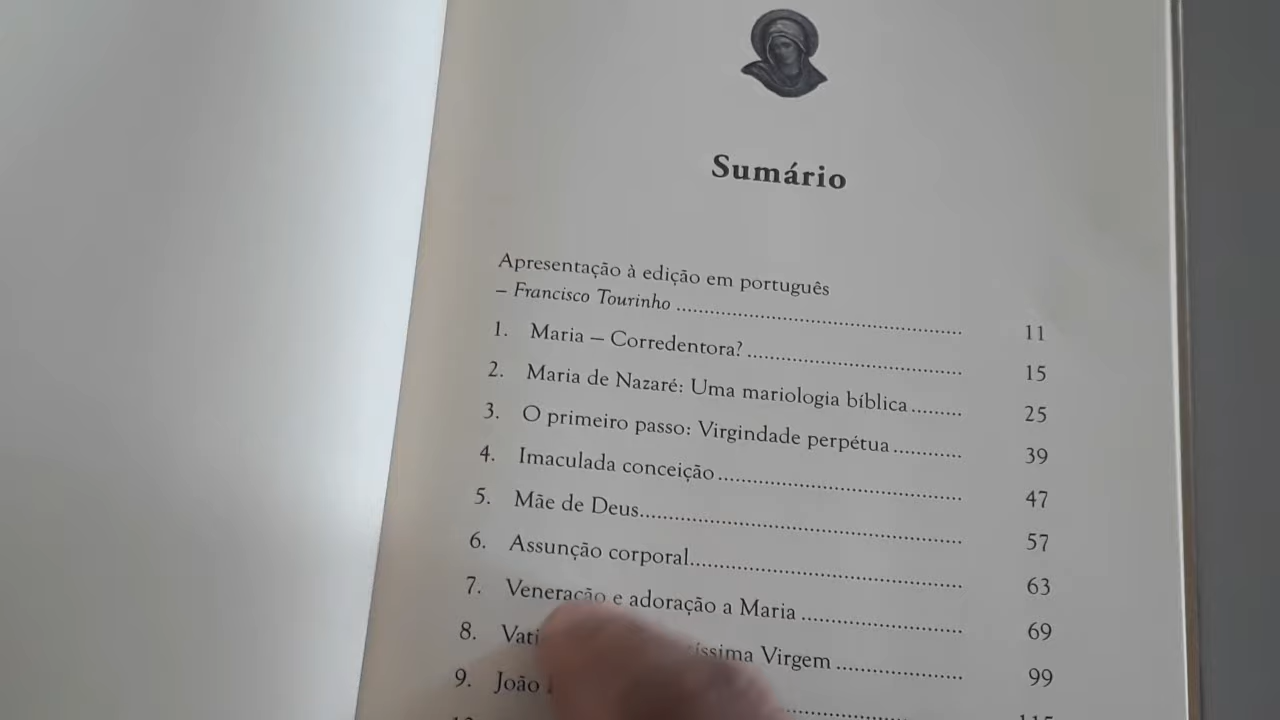 Sumário
Apresentação à edição em português
– Francisco Tourinho ........ 11
1. Maria – Corredentora? ........ 15
2. Maria de Nazaré: Uma mariologia bíblica ........ 25
3. O primeiro passo: Virgindade perpétua ........ 39
4. Imaculada conceição ........ 47
5. Mãe de Deus ........ 57
6. Assunção corporal ........ 63
7. Veneração e adoração a Maria ........ 69
8. Virgem ........ 99
9. João